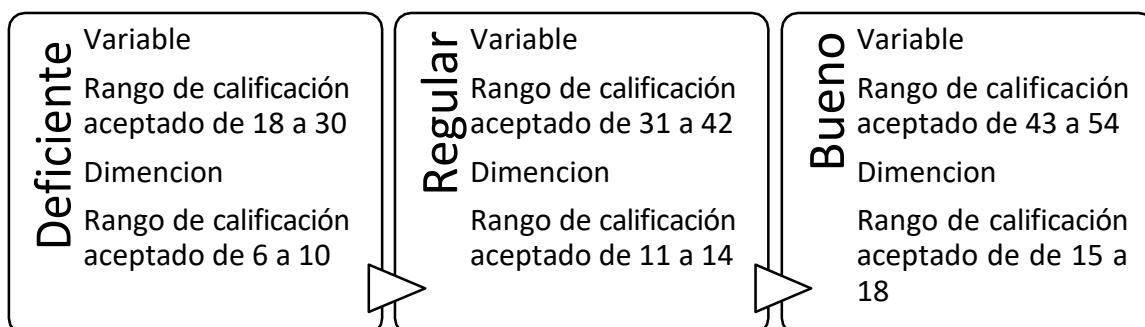 Deficiente
Variable
Rango de calificación
aceptado de 18 a 30
Dimencion
Rango de calificación
aceptado de 6 a 10
Regular
Variable
Rango de calificación
aceptado de 31 a 42
Dimencion
Rango de calificación
aceptado de 11 a 14
Bueno
Variable
Rango de calificación
aceptado de 43 a 54
Dimencion
Rango de calificación
aceptado de de 15 a
18